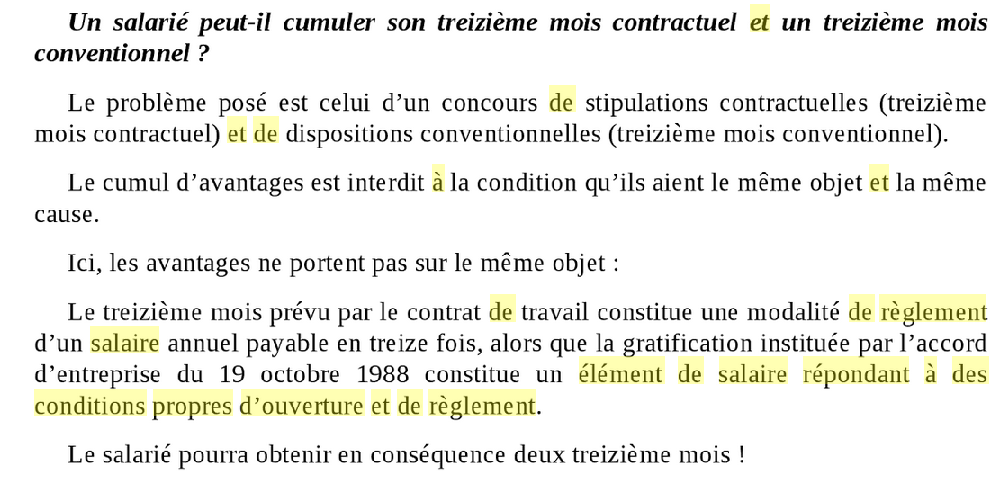 Un salarié peut-il cumuler son treizième mois contractuel et un treizième mois
conventionnel ?
Le problème posé est celui d’un concours de stipulations contractuelles (treizième
mois contractuel) et de dispositions conventionnelles (treizième mois conventionnel).
Le cumul d’avantages est interdit à la condition qu’ils aient le même objet et la même
cause.
Ici, les avantages ne portent pas sur le même objet :
Le treizième mois prévu par le contrat de travail constitue une modalité de règlement
d’un salaire annuel payable en treize fois, alors que la gratification instituée par l’accord
d’entreprise du 19 octobre 1988 constitue un élément de salaire répondant à des
conditions propres d’ouverture et de règlement.
Le salarié pourra obtenir en conséquence deux treizième mois !